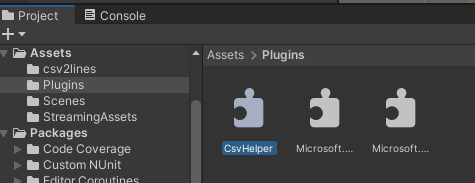 Project
Console
Assets
csv2lines
Plugins
Scenes
StreamingAssets
Packages
Code Coverage
Custom NUnit
Editor Coroutines
Assets > Plugins
CsvHelper
Microsoft....
Microsoft....